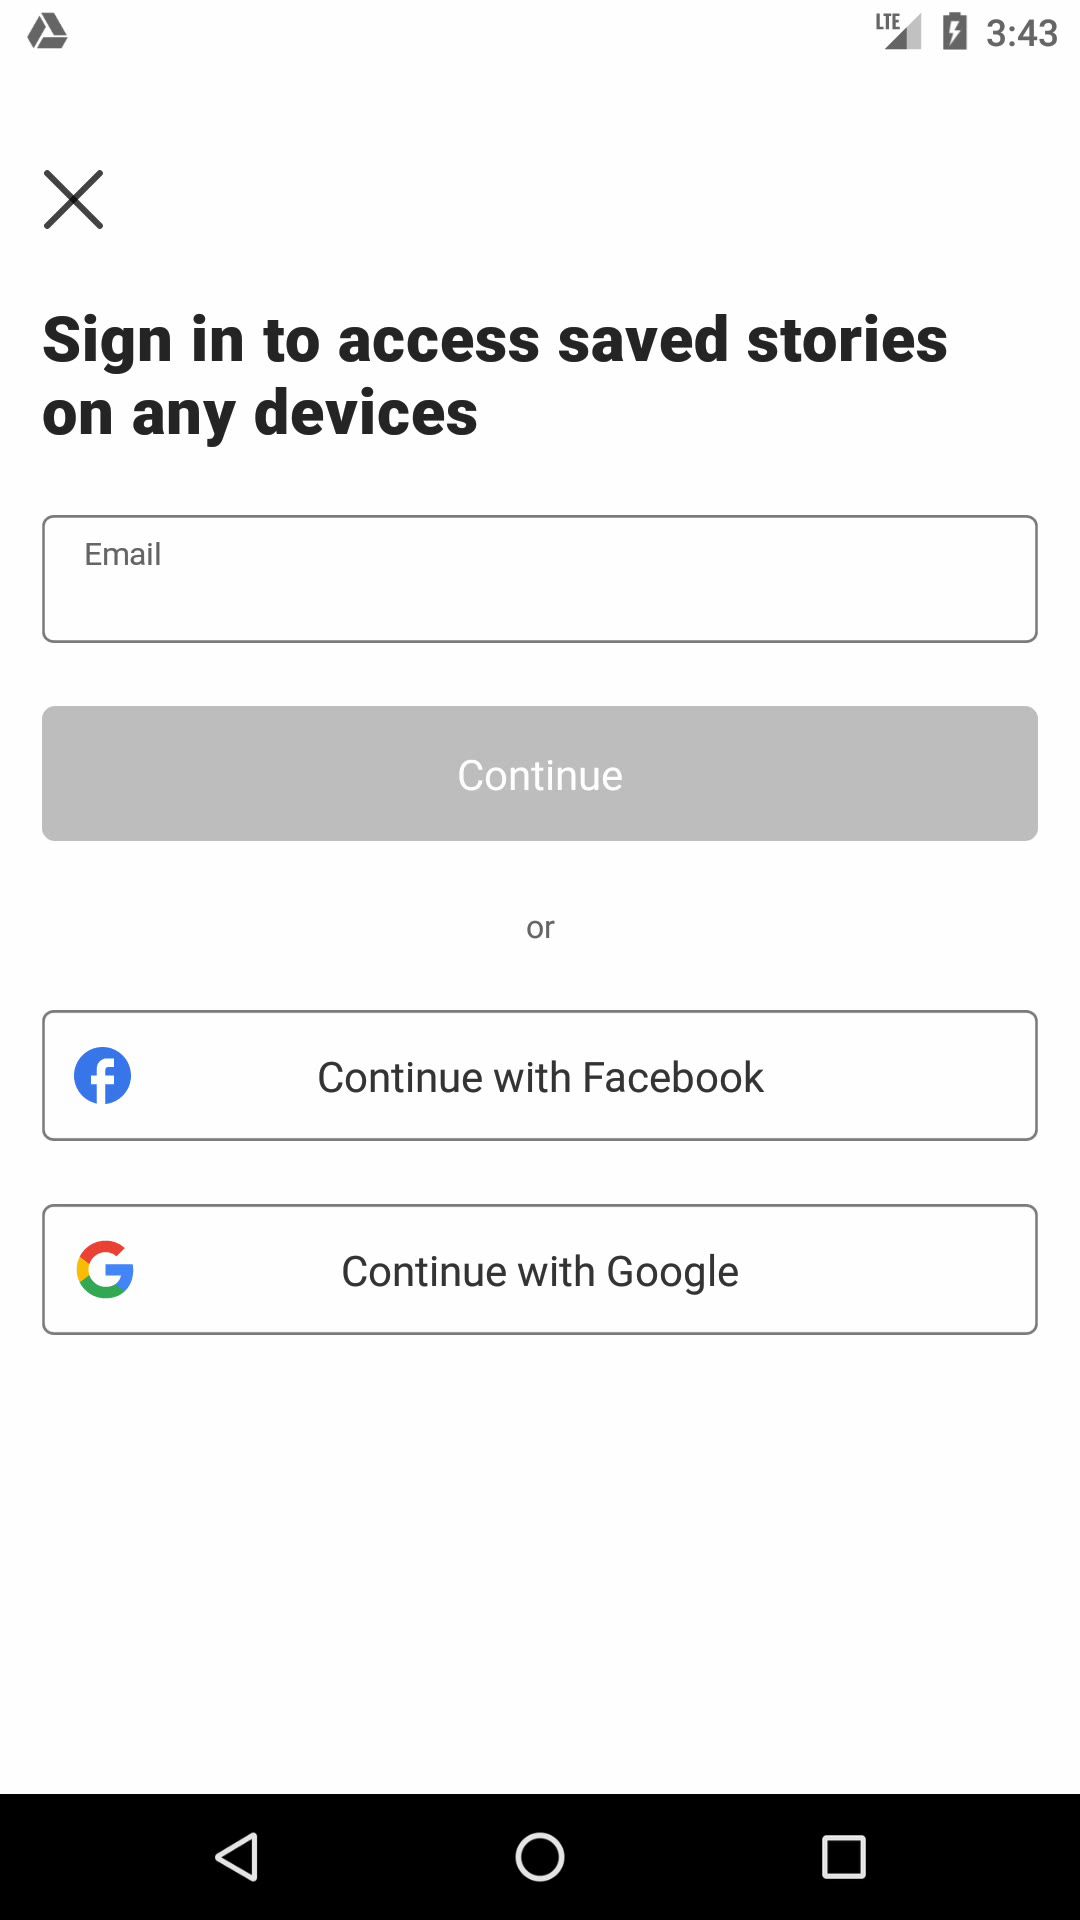 LTE 3:43
Sign in to access saved stories
on any devices
Email
Continue
or
Continue with Facebook
Continue with Google